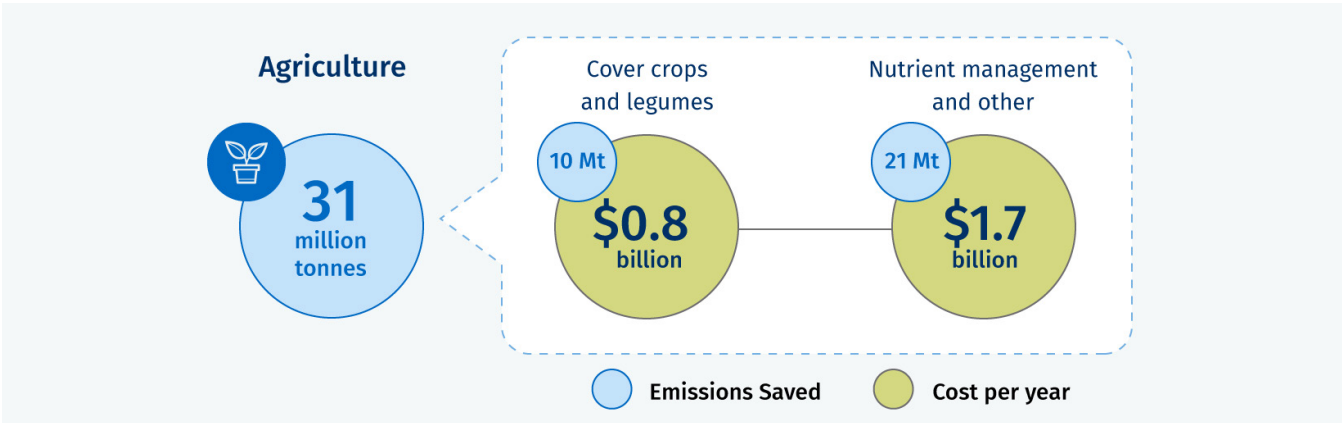 Agriculture
31
million
tonnes
Cover crops
and legumes
10 Mt
$0.8
billion
Nutrient management
and other
21 Mt
$1.7
billion
Emissions Saved
Cost per year